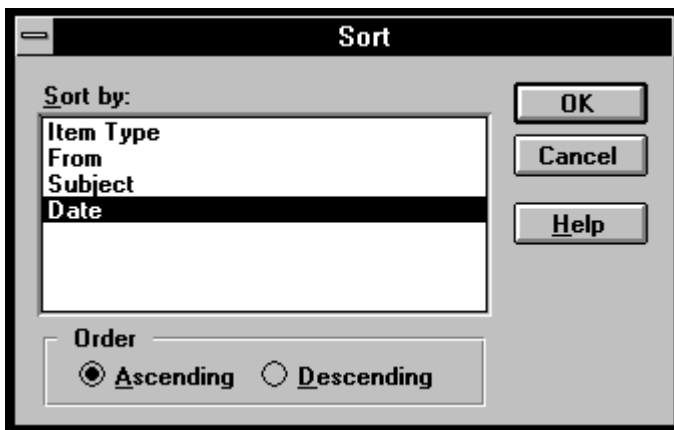 Sort
Sort by:
Item Type
From
Subject
Date
OK
Cancel
Help
Order
Ascending
Descending